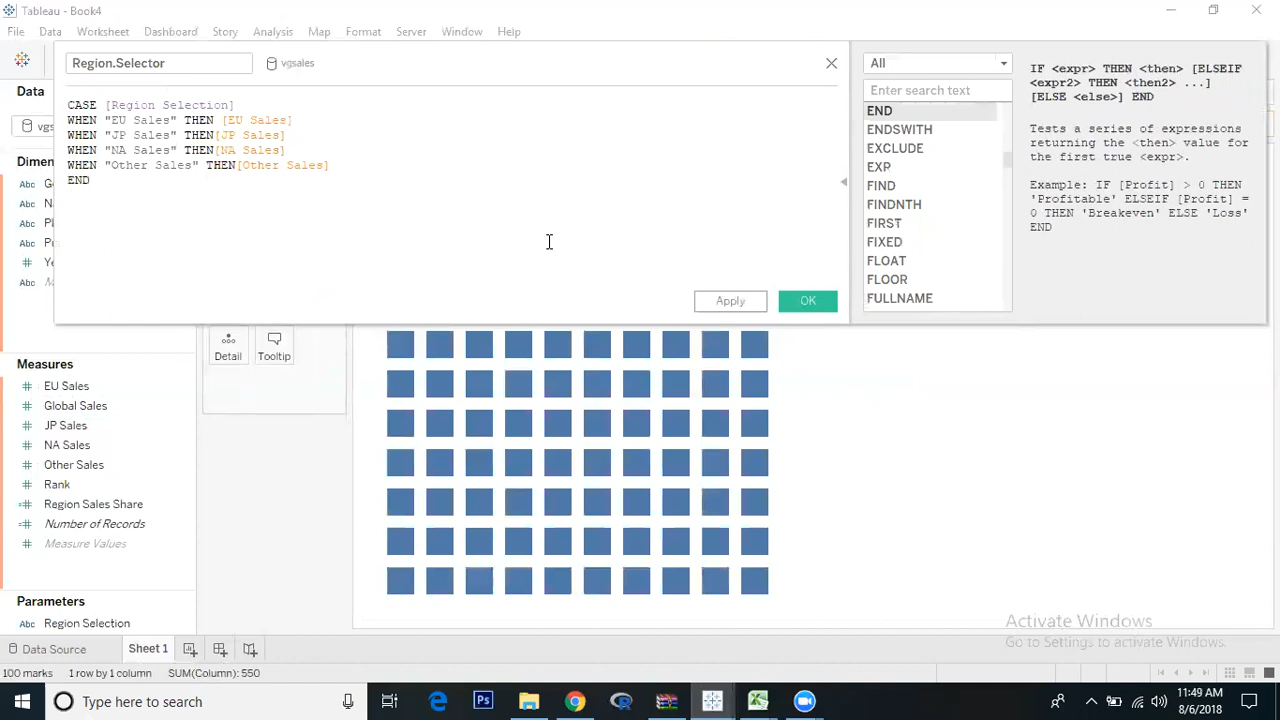 Tableau - Book4
File Data Worksheet Dashboard Story Analysis Map Format Server Window Help
Region.Selector
vgsales
CASE [Region Selection]
WHEN "EU Sales" THEN [EU Sales]
WHEN "JP Sales" THEN[JP Sales]
WHEN "NA Sales" THEN[NA Sales]
WHEN "Other Sales" THEN[Other Sales]
END
Apply
OK
All
Enter search text
END
ENDSWITH
EXCLUDE
EXP
FIND
FINDNTH
FIRST
FIXED
FLOAT
FLOOR
FULLNAME
IF <expr> THEN <then> [ELSEIF
<expr2> THEN <then2> ...]
[ELSE <else>] END
Tests a series of expressions
returning the <then> value for
the first true <expr>.
Example: IF [Profit] > 0 THEN
'Profitable' ELSEIF [Profit] =
0 THEN 'Breakeven' ELSE 'Loss'
END
Data
Abc
Abc
Abc
Abc
Abc
Detail
Tooltip
Measures
EU Sales
Global Sales
JP Sales
NA Sales
Other Sales
Rank
Region Sales Share
Number of Records
Measure Values
Parameters
Abc Region Selection
Data Source
Sheet 1
100 marks 1 row by 1 column SUM(Column): 550
Activate Windows
Go to Settings to activate Windows.
Type here to search
11:49 AM
8/6/2018